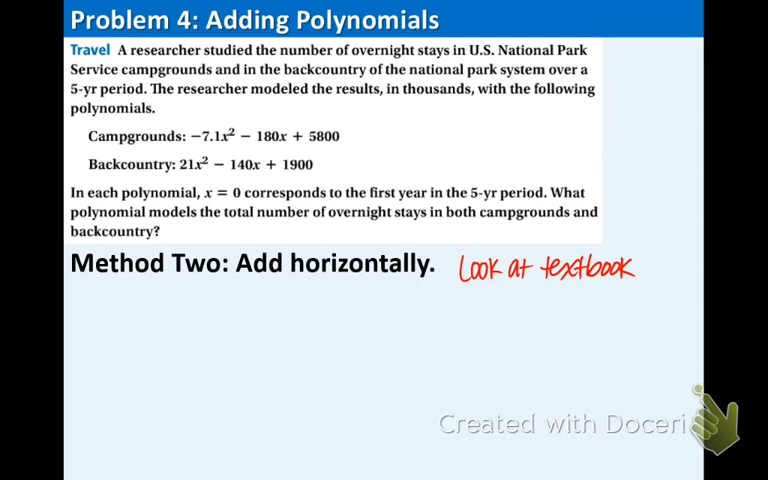 Problem 4: Adding Polynomials
Travel A researcher studied the number of overnight stays in U.S. National Park
Service campgrounds and in the backcountry of the national park system over a
5-yr period. The researcher modeled the results, in thousands, with the following
polynomials.
Campgrounds: −7.1x² − 180x + 5800
Backcountry: 21x² − 140x + 1900
In each polynomial, x = 0 corresponds to the first year in the 5-yr period. What
polynomial models the total number of overnight stays in both campgrounds and
backcountry?
Method Two: Add horizontally. Look at textbook
Created with Doceri